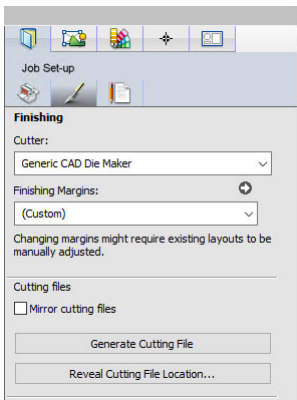 Job Set-up
Finishing
Cutter:
Generic CAD Die Maker
Finishing Margins:
(Custom)
Changing margins might require existing layouts to be
manually adjusted.
Cutting files
Mirror cutting files
Generate Cutting File
Reveal Cutting File Location...